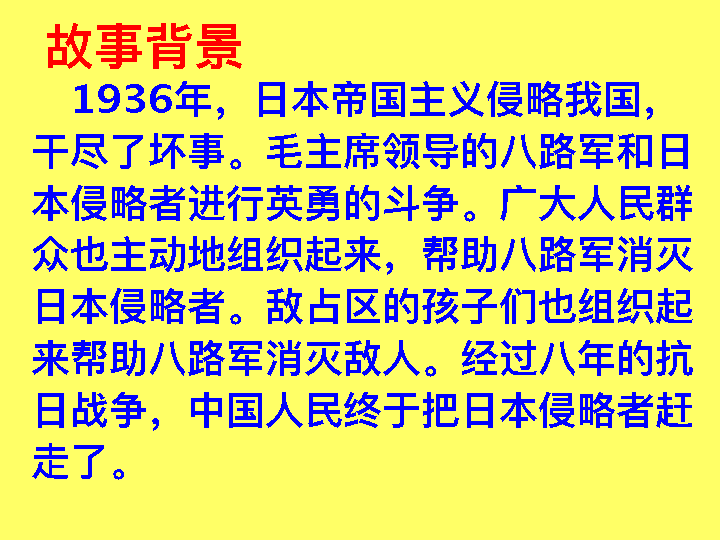 故事背景
1936年，日本帝国主义侵略我国，
干尽了坏事。毛主席领导的八路军和日
本侵略者进行英勇的斗争。广大人民群
众也主动地组织起来，帮助八路军消灭
日本侵略者。敌占区的孩子们也组织起
来帮助八路军消灭敌人。经过八年的抗
日战争，中国人民终于把日本侵略者赶
走了。